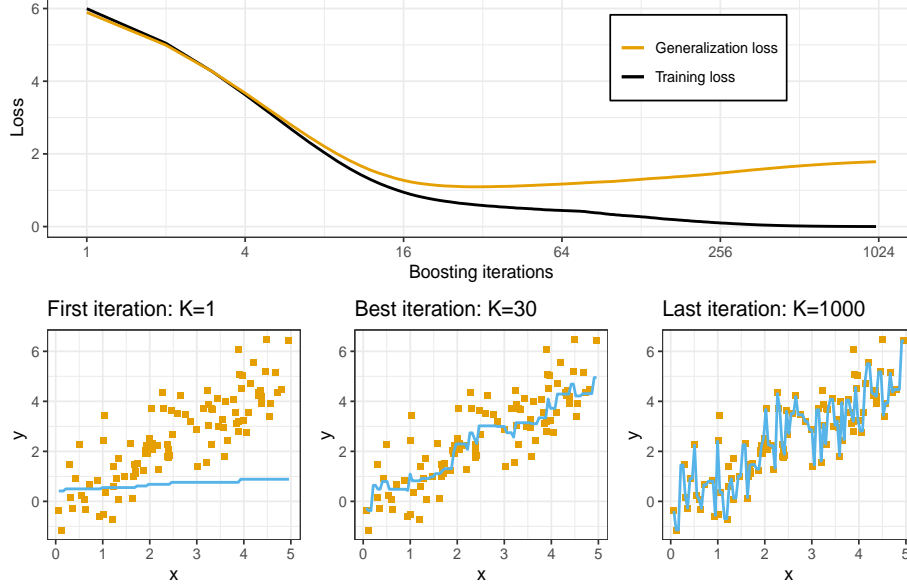 6
4
2
0
Loss
Generalization loss
Training loss
1 4 16 64 256 1024
Boosting iterations
First iteration: K=1
6
4
2
0
y
0 1 2 3 4 5
x
Best iteration: K=30
6
4
2
0
y
0 1 2 3 4 5
x
Last iteration: K=1000
6
4
2
0
y
0 1 2 3 4 5
x